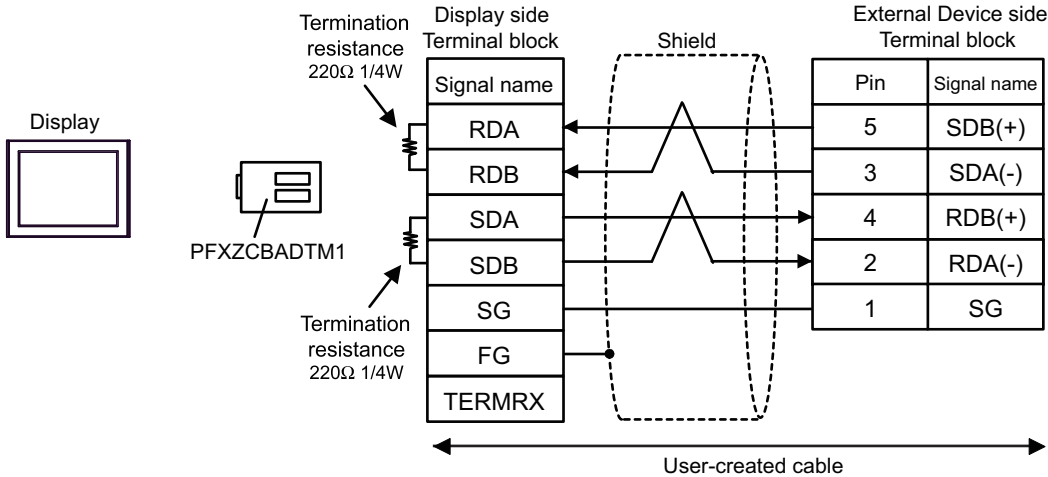 Termination
resistance
220Ω 1/4W
Display side
Terminal block
Shield
External Device side
Terminal block
Display
PFXZCBADTM1
Signal name
RDA
RDB
SDA
SDB
SG
FG
TERMRX
Pin Signal name
5 SDB(+)
3 SDA(-)
4 RDB(+)
2 RDA(-)
1 SG
Termination
resistance
220Ω 1/4W
User-created cable